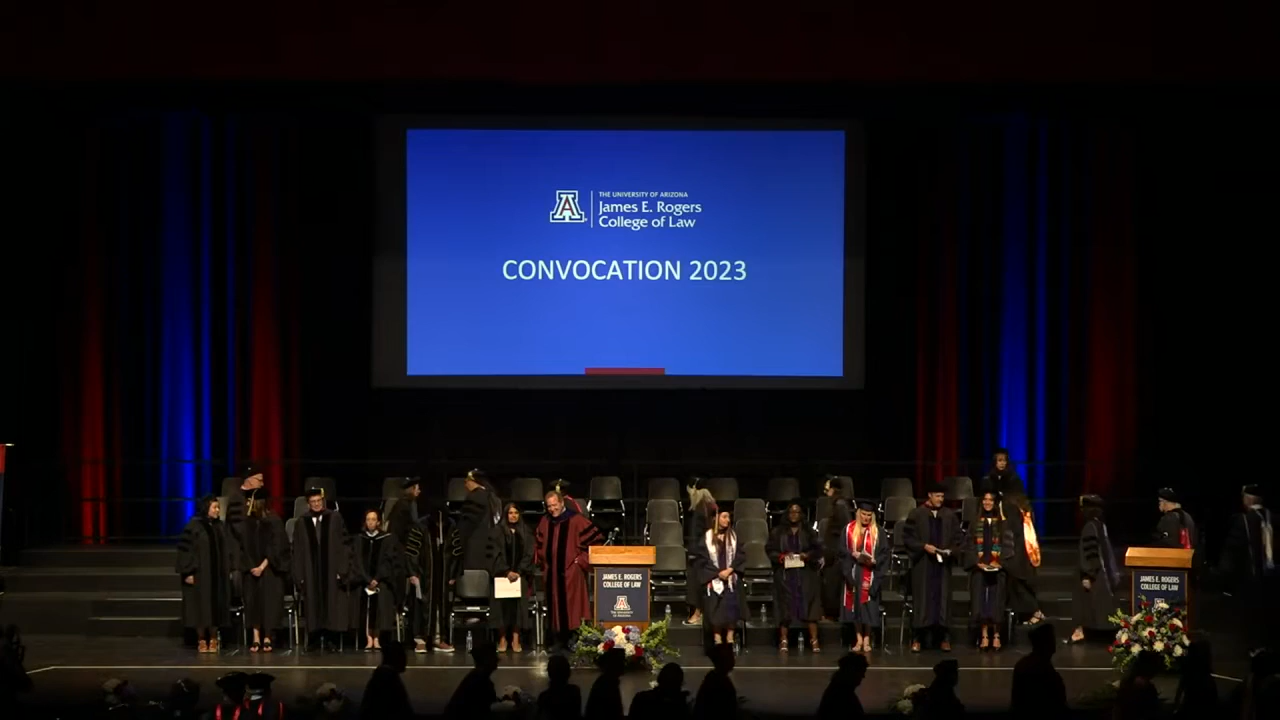 THE UNIVERSITY OF ARIZONA
James E. Rogers
College of Law
CONVOCATION 2023
JAMES E. ROGERS
COLLEGE OF LAW
JAMES E. ROGERS
COLLEGE OF LAW